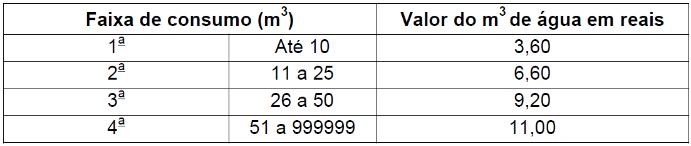 Faixa de consumo (m³) Valor do m³ de água em reais
1ª Até 10 3,60
2ª 11 a 25 6,60
3ª 26 a 50 9,20
4ª 51 a 999999 11,00